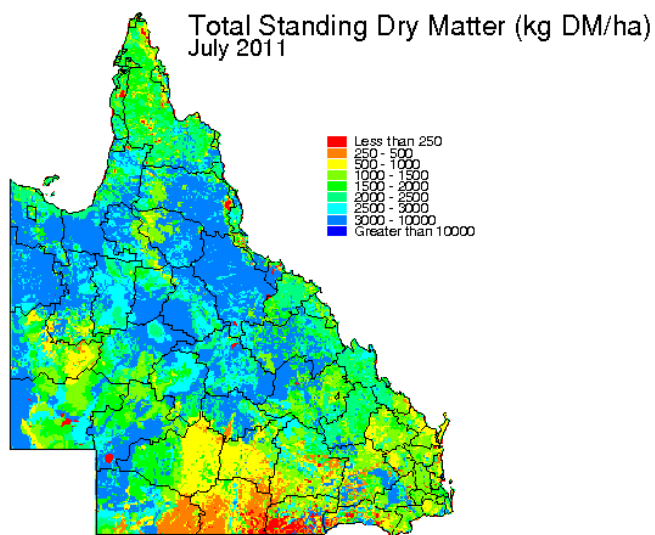 Total Standing Dry Matter (kg DM/ha)
July 2011
Less than 250
250 - 500
500 - 1000
1000 - 1500
1500 - 2000
2000 - 2500
2500 - 3000
3000 - 10000
Greater than 10000